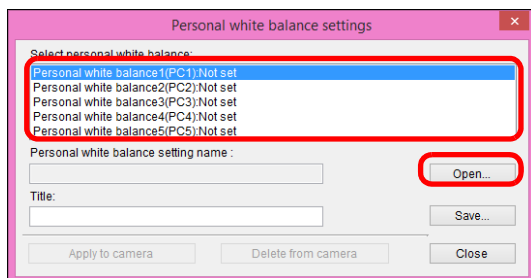 Personal white balance settings
Select personal white balance:
Personal white balance1(PC1):Not set
Personal white balance2(PC2):Not set
Personal white balance3(PC3):Not set
Personal white balance4(PC4):Not set
Personal white balance5(PC5):Not set
Personal white balance setting name :
Open...
Title:
Save...
Apply to camera Delete from camera Close